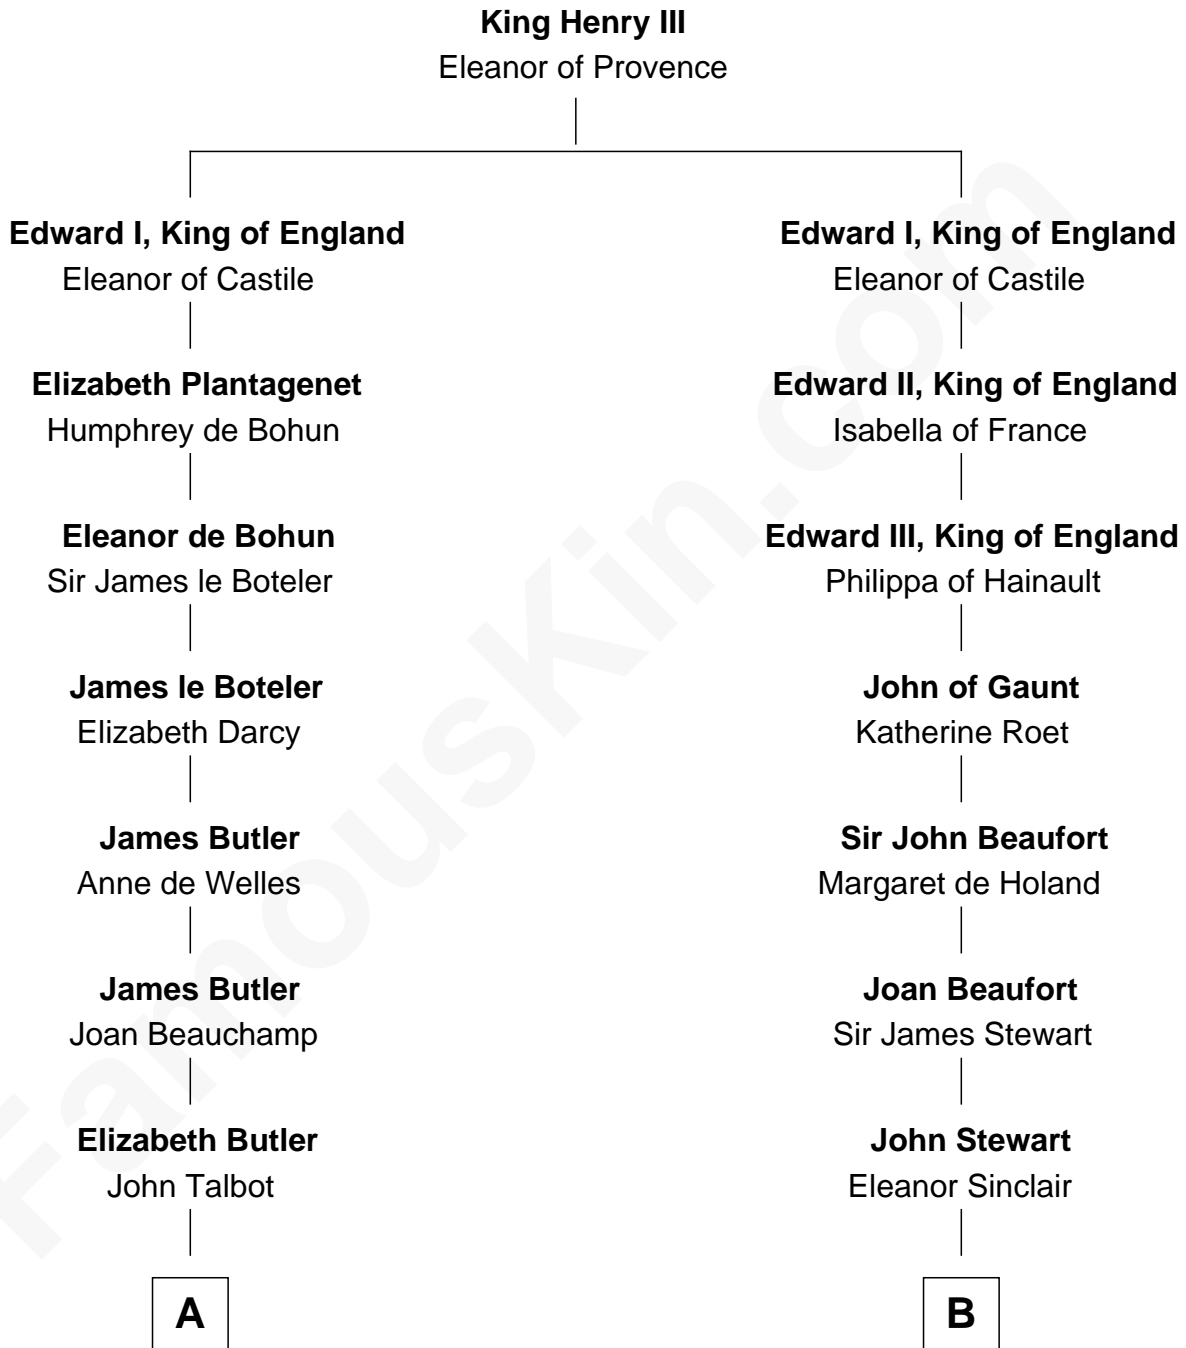 King Henry III
Eleanor of Provence
Edward I, King of England
Eleanor of Castile
Elizabeth Plantagenet
Humphrey de Bohun
Eleanor de Bohun
Sir James le Boteler
James le Boteler
Elizabeth Darcy
James Butler
Anne de Welles
James Butler
Joan Beauchamp
Elizabeth Butler
John Talbot
A
Edward I, King of England
Eleanor of Castile
Edward II, King of England
Isabella of France
Edward III, King of England
Philippa of Hainault
John of Gaunt
Katherine Roet
Sir John Beaufort
Margaret de Holand
Joan Beaufort
Sir James Stewart
John Stewart
Eleanor Sinclair
B
FamousKin.com